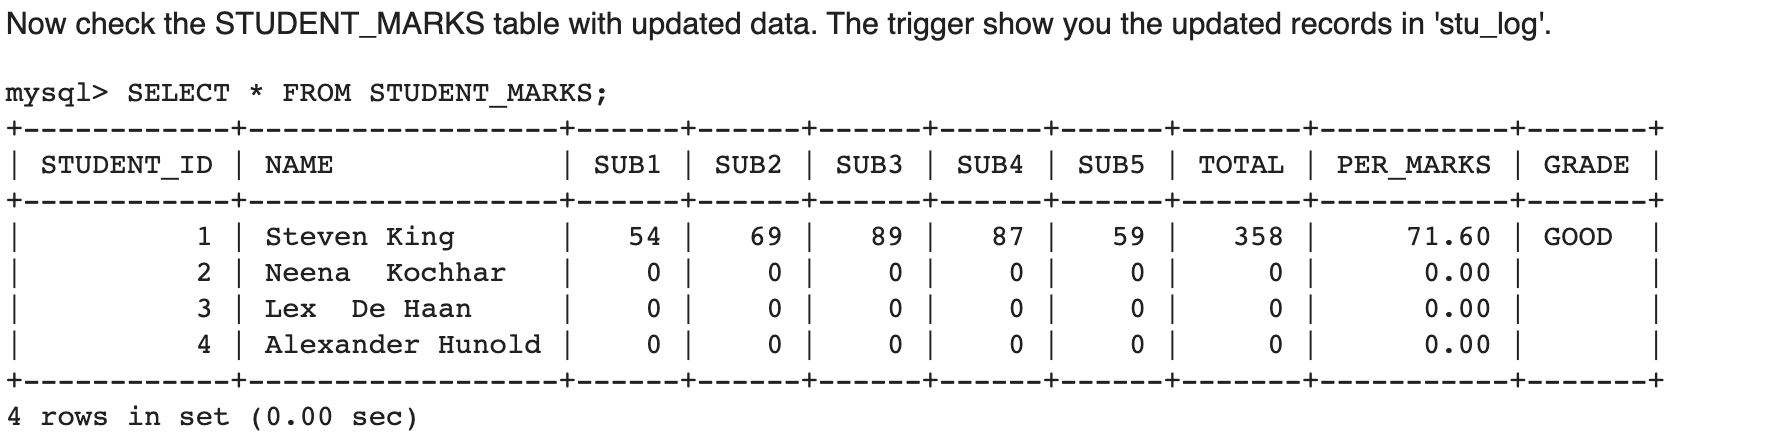 Now check the STUDENT_MARKS table with updated data. The trigger show you the updated records in 'stu_log'.
mysql> SELECT * FROM STUDENT_MARKS;
+------------+------------------+------+------+------+------+------+-------+-----------+-------+
| STUDENT_ID | NAME             | SUB1 | SUB2 | SUB3 | SUB4 | SUB5 | TOTAL | PER_MARKS | GRADE |
+------------+------------------+------+------+------+------+------+-------+-----------+-------+
|          1 | Steven King      |   54 |   69 |   89 |   87 |   59 |   358 |     71.60 | GOOD  |
|          2 | Neena  Kochhar   |    0 |    0 |    0 |    0 |    0 |     0 |      0.00 |       |
|          3 | Lex  De Haan     |    0 |    0 |    0 |    0 |    0 |     0 |      0.00 |       |
|          4 | Alexander Hunold |    0 |    0 |    0 |    0 |    0 |     0 |      0.00 |       |
+------------+------------------+------+------+------+------+------+-------+-----------+-------+
4 rows in set (0.00 sec)